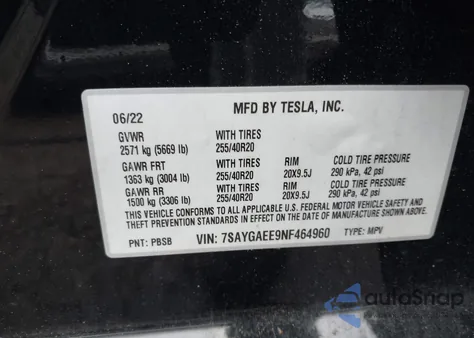 06/22 MFD BY TESLA, INC.
GVWR WITH TIRES
2571 kg (5669 lb) 255/40R20
GAWR FRT WITH TIRES RIM COLD TIRE PRESSURE
1363 kg (3004 lb) 255/40R20 20X9.5J 290 kPa, 42 psi
GAWR RR WITH TIRES RIM COLD TIRE PRESSURE
1500 kg (3306 lb) 255/40R20 20X9.5J 290 kPa, 42 psi
THIS VEHICLE CONFORMS TO ALL APPLICABLE U.S. FEDERAL MOTOR VEHICLE SAFETY AND
THEFT PREVENTION STANDARDS IN EFFECT ON THE DATE OF MANUFACTURE SHOWN ABOVE.
PNT: PBSB VIN: 7SAYGAEE9NF464960 TYPE: MPV
autoSnap